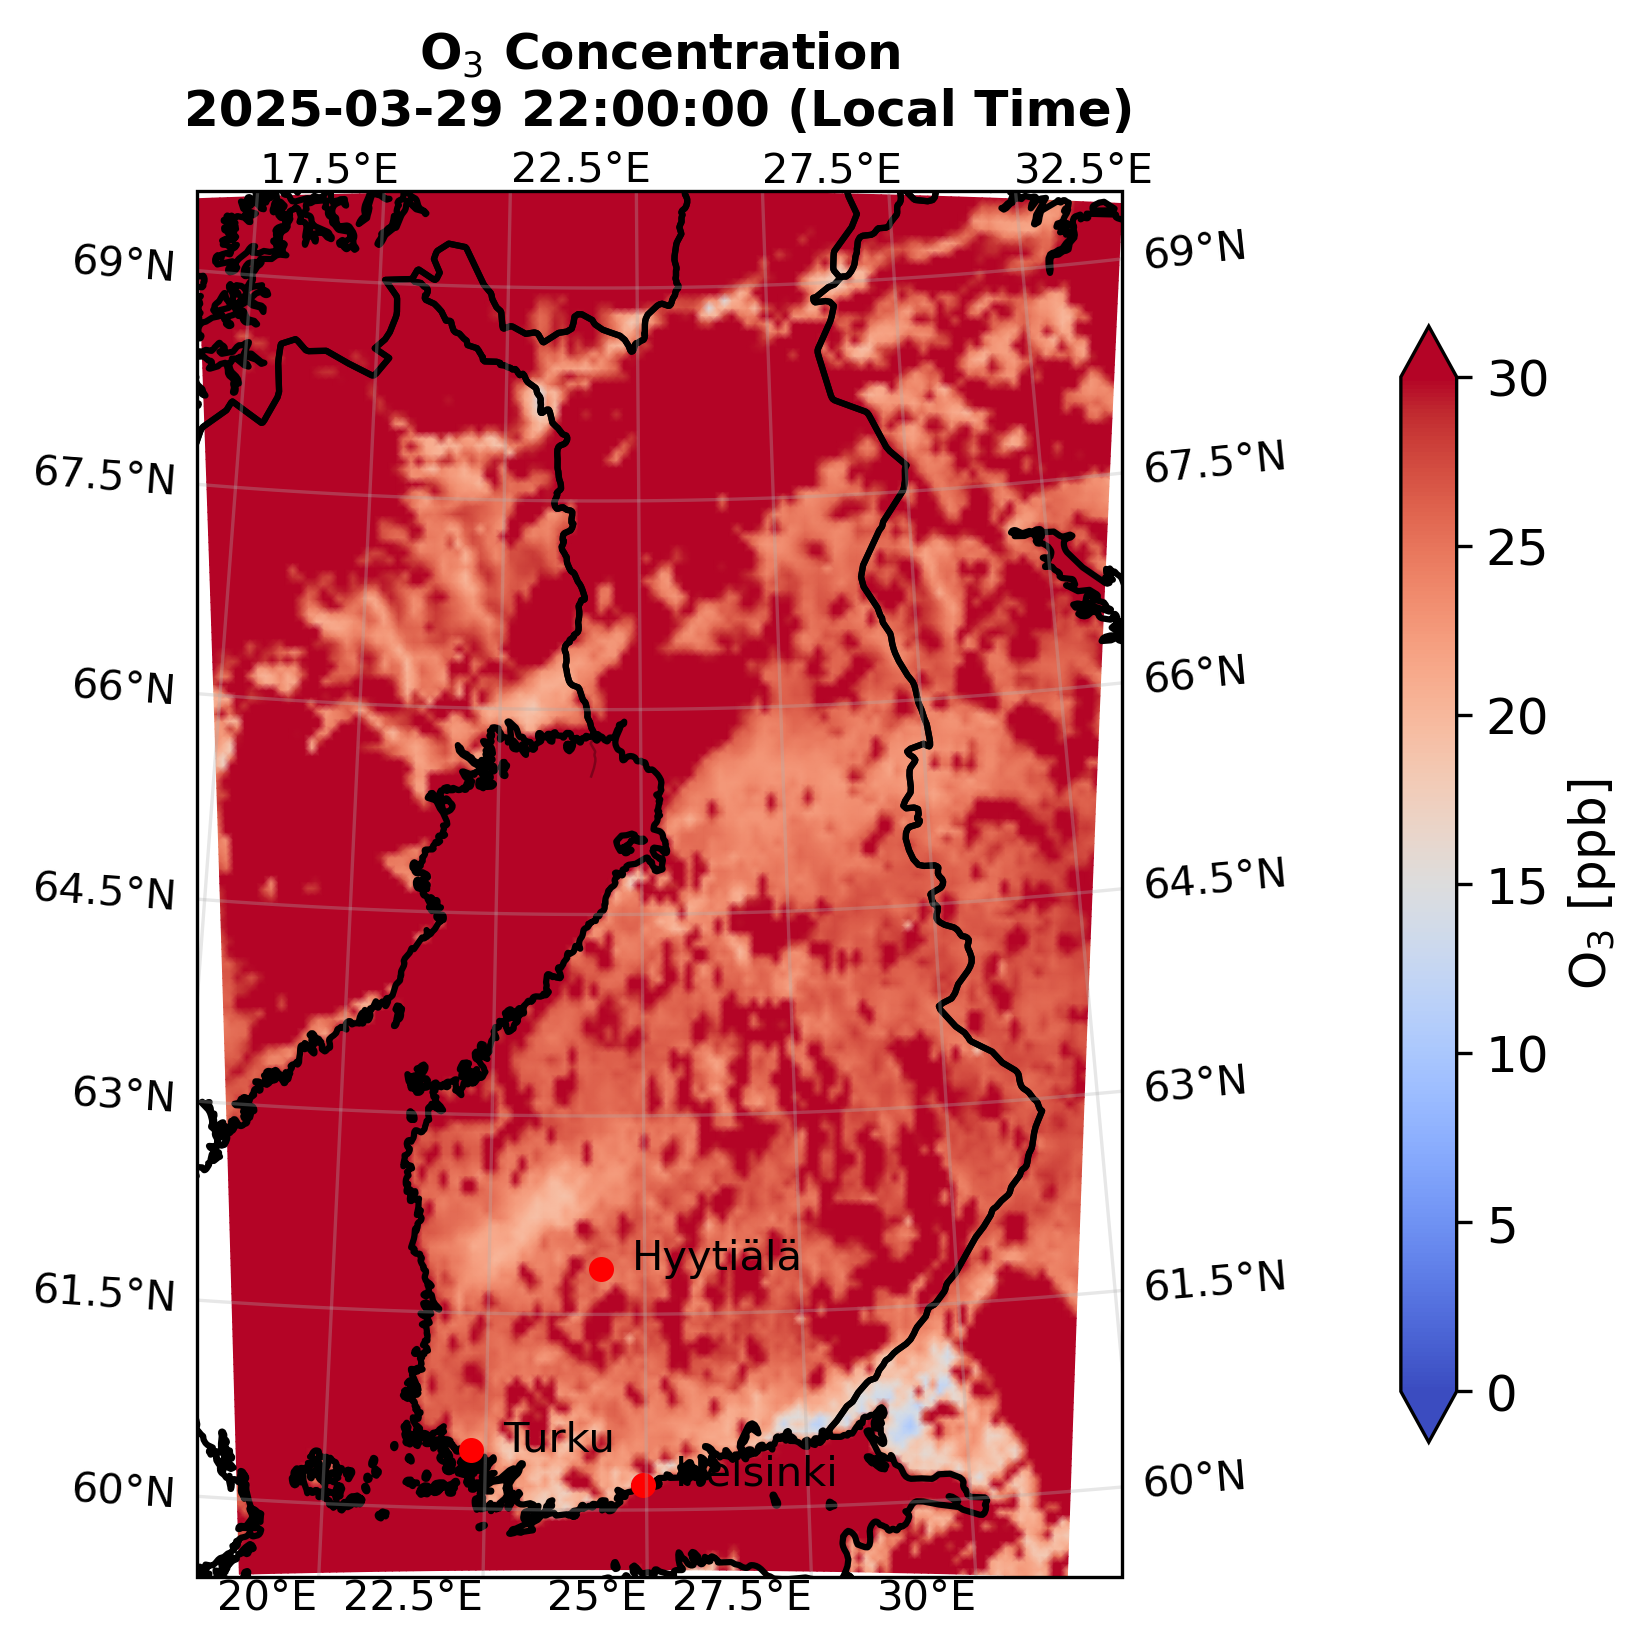 O₃ Concentration
2025-03-29 22:00:00 (Local Time)
17.5°E 22.5°E 27.5°E 32.5°E
69°N 69°N
67.5°N 67.5°N
66°N 66°N
64.5°N 64.5°N
63°N 63°N
61.5°N 61.5°N
60°N 60°N
Hyytiälä
Turku
Helsinki
20°E 22.5°E 25°E 27.5°E 30°E
30
25
20
15
10
5
0
O₃ [ppb]